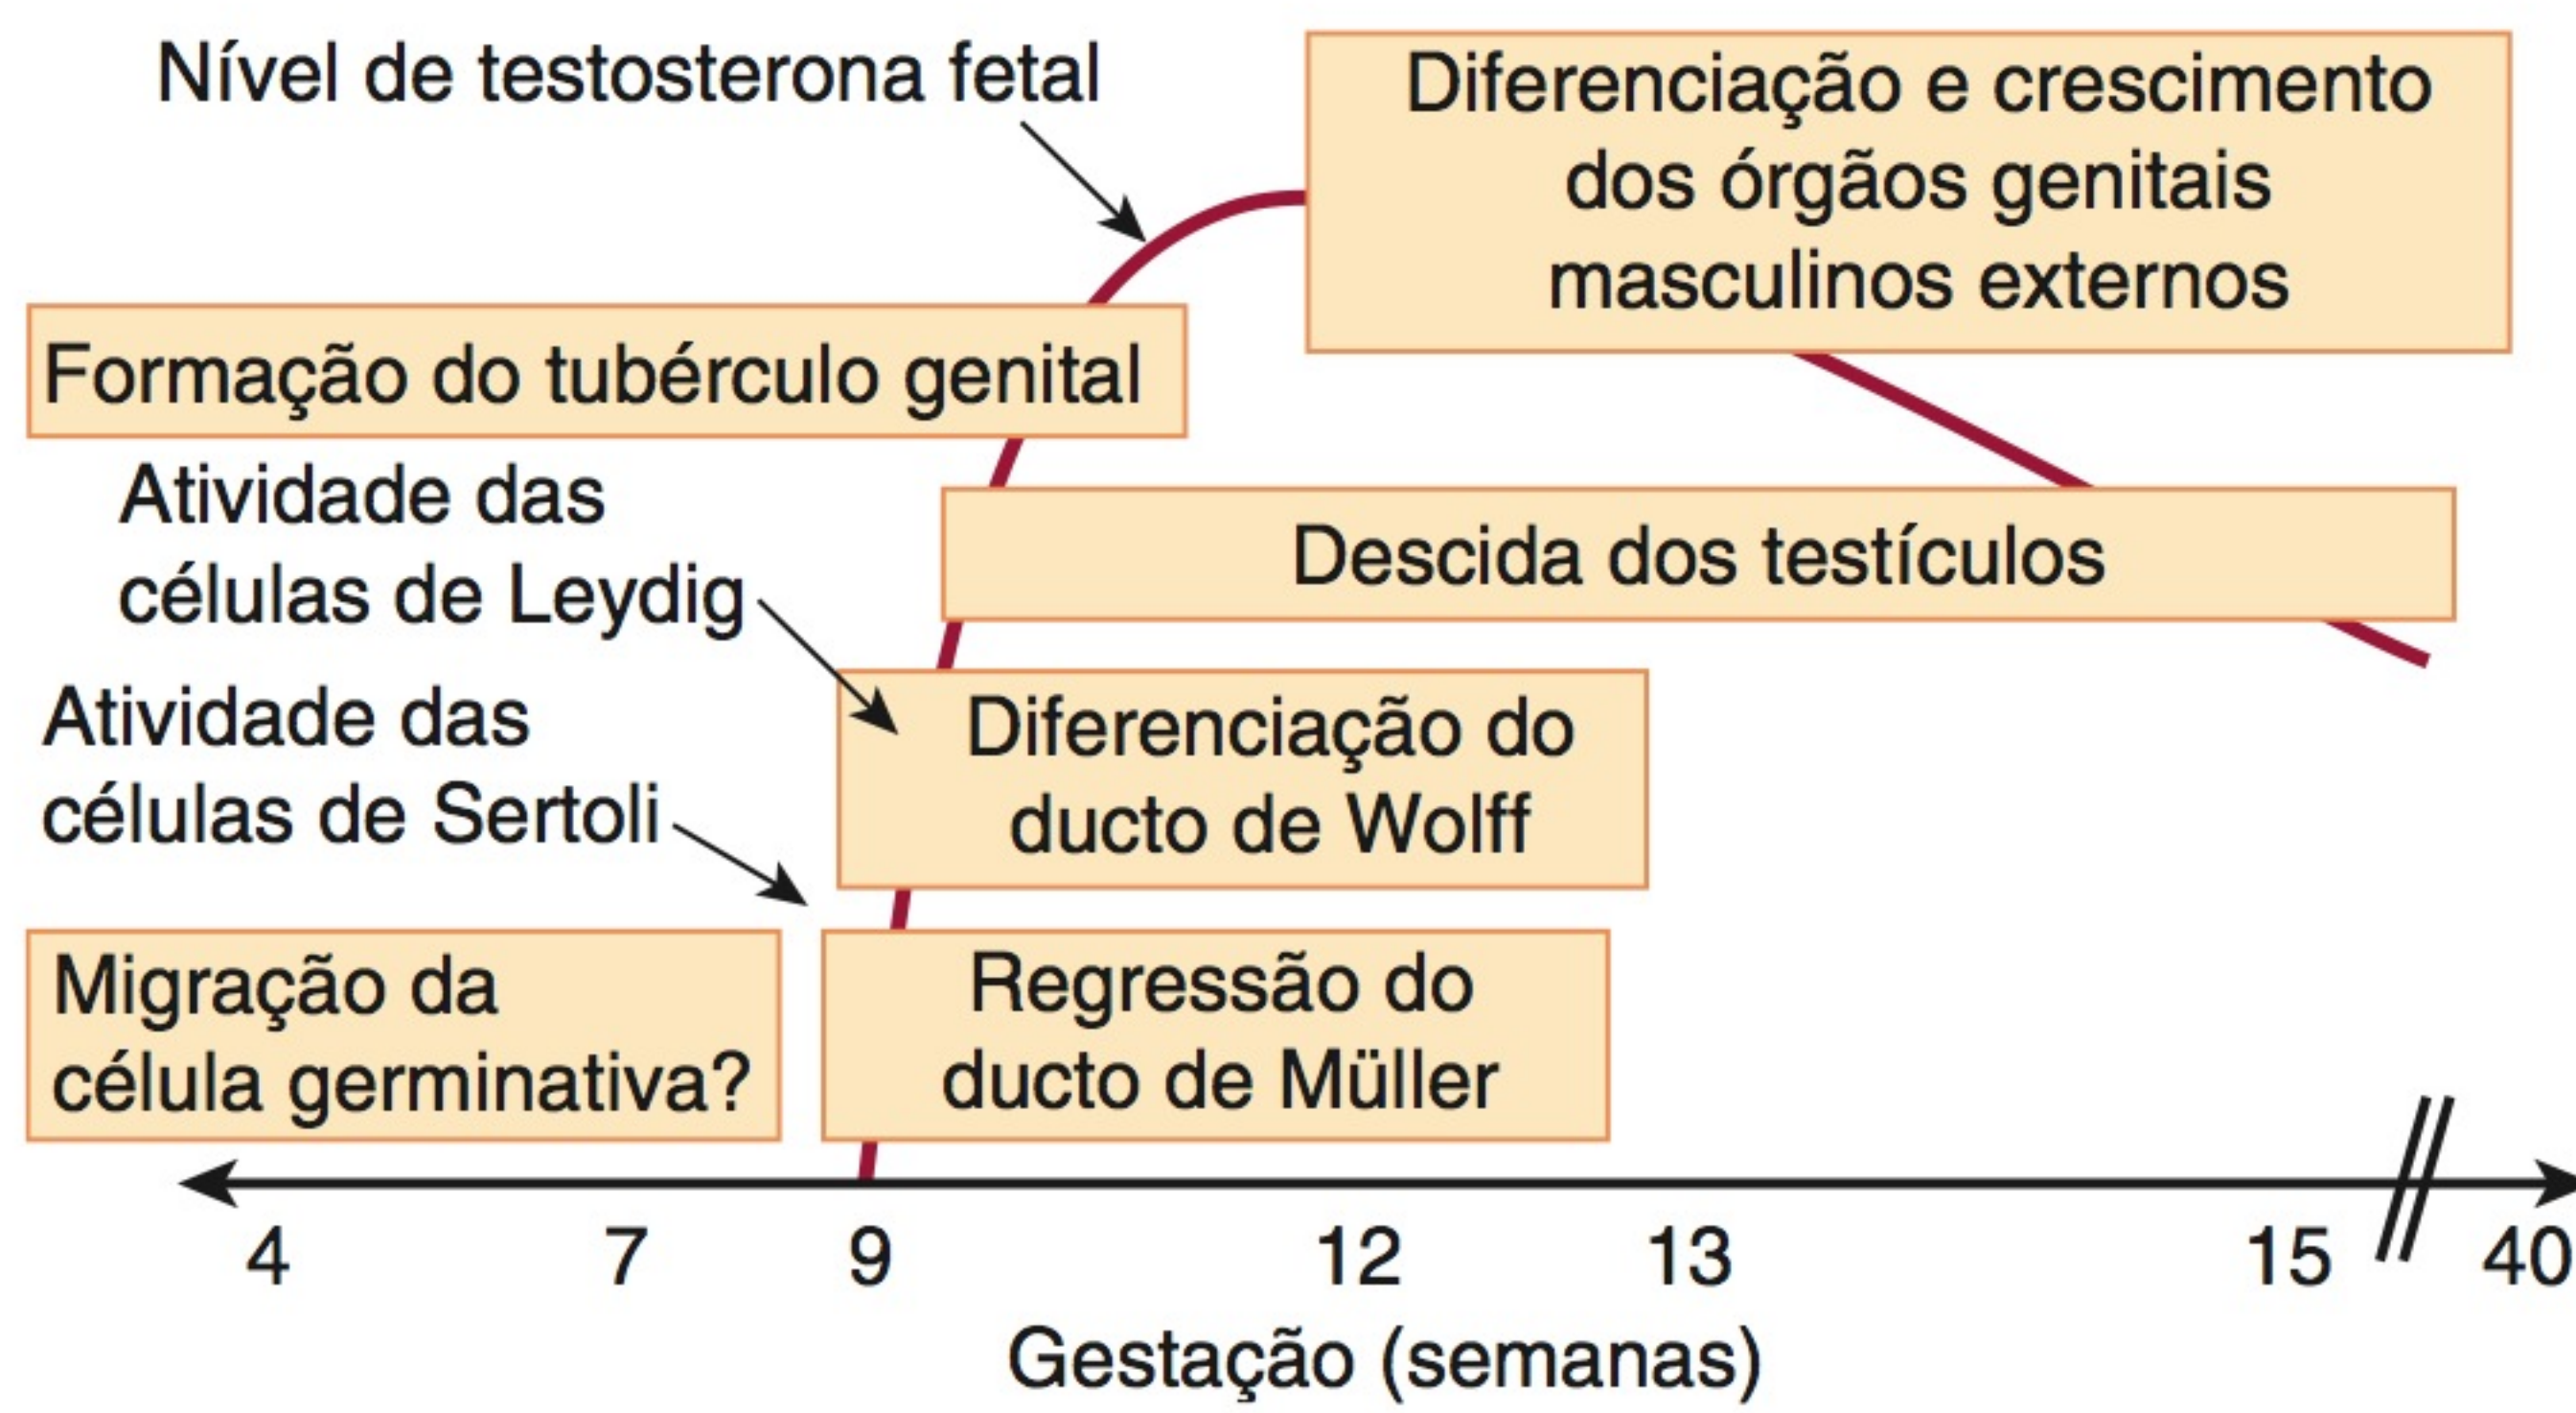 Nível de testosterona fetal
Diferenciação e crescimento
dos órgãos genitais
masculinos externos
Formação do tubérculo genital
Atividade das
células de Leydig
Descida dos testículos
Atividade das
células de Sertoli
Diferenciação do
ducto de Wolff
Migração da
célula germinativa?
Regressão do
ducto de Müller
4 7 9 12 13 15 40
Gestação (semanas)